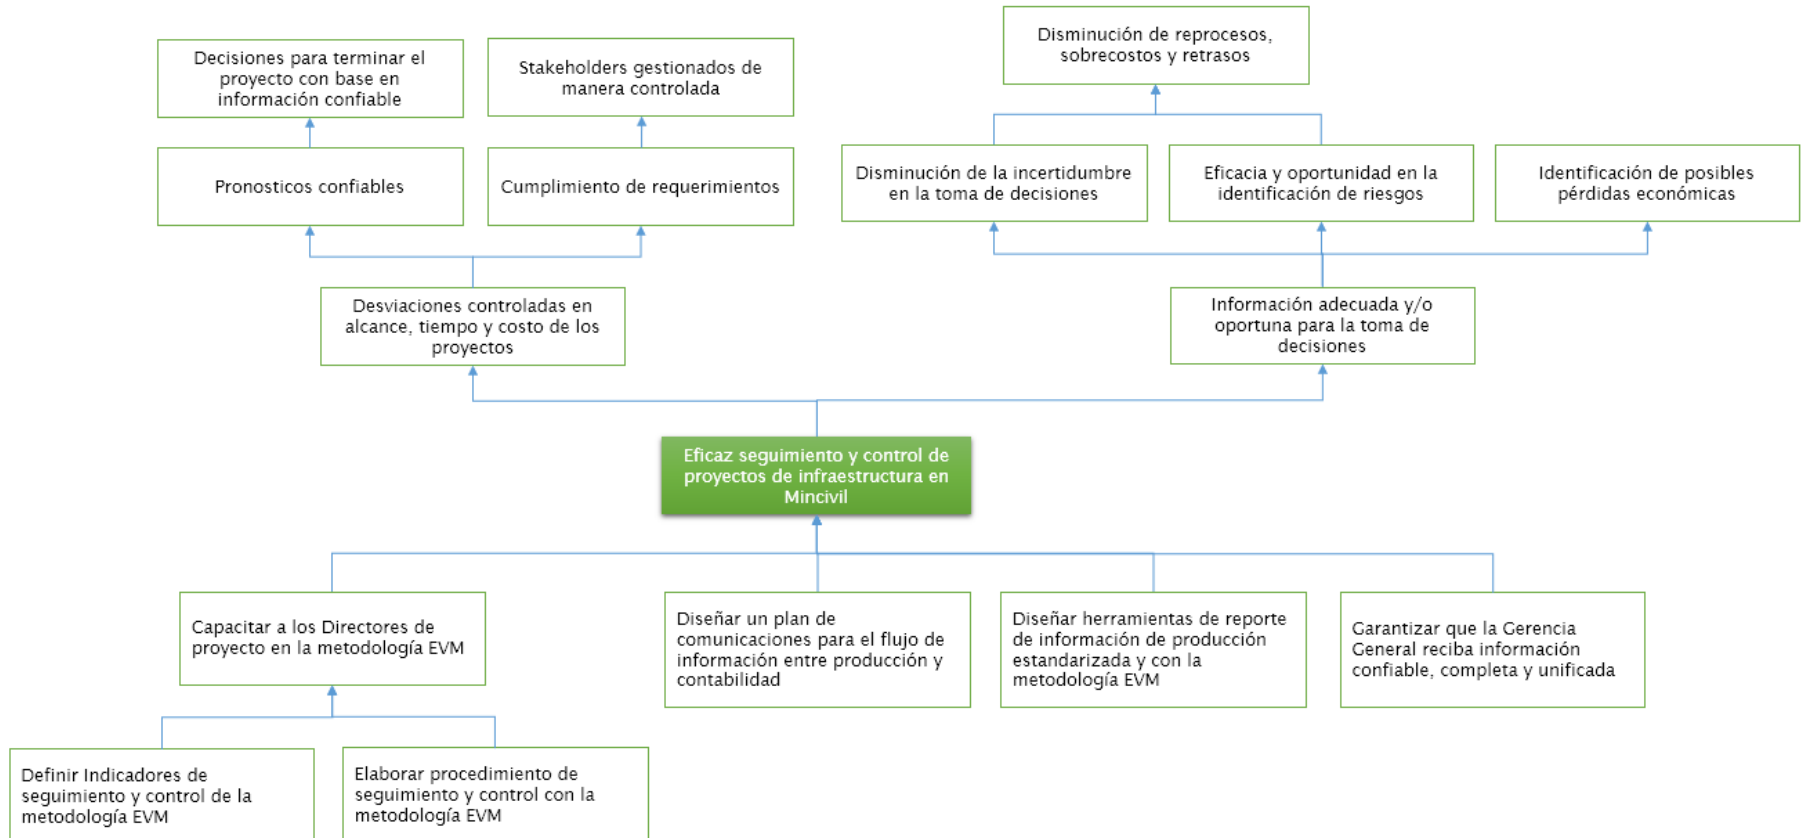 Disminución de reprocesos,
sobrecostos y retrasos
Decisiones para terminar el
proyecto con base en
información confiable
Stakeholders gestionados de
manera controlada
Pronosticos confiables
Cumplimiento de requerimientos
Disminución de la incertidumbre
en la toma de decisiones
Eficacia y oportunidad en la
identificación de riesgos
Identificación de posibles
pérdidas económicas
Desviaciones controladas en
alcance, tiempo y costo de los
proyectos
Información adecuada y/o
oportuna para la toma de
decisiones
Eficaz seguimiento y control de
proyectos de infraestructura en
Mincivil
Capacitar a los Directores de
proyecto en la metodología EVM
Diseñar un plan de
comunicaciones para el flujo de
información entre producción y
contabilidad
Diseñar herramientas de reporte
de información de producción
estandarizada y con la
metodología EVM
Garantizar que la Gerencia
General reciba información
confiable, completa y unificada
Definir Indicadores de
seguimiento y control de la
metodología EVM
Elaborar procedimiento de
seguimiento y control con la
metodología EVM